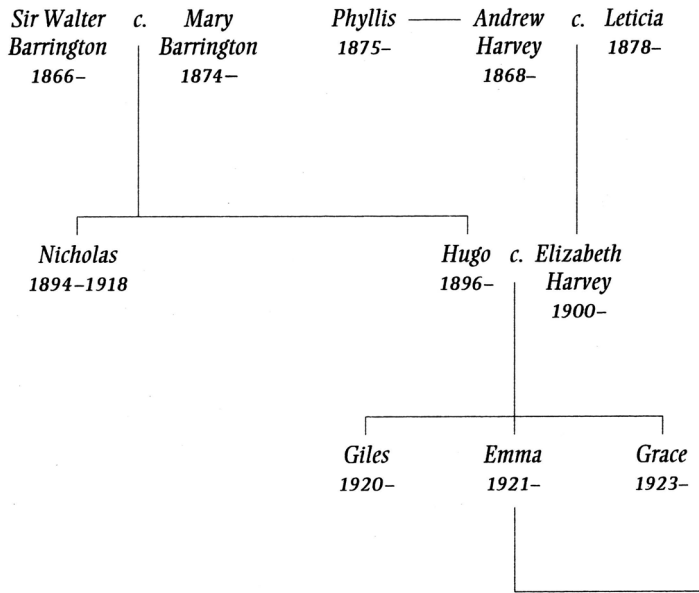 Sir Walter c. Mary Phyllis Andrew c. Leticia
Barrington Barrington 1875– Harvey 1878–
1866– 1874– 1868–
Nicholas Hugo c. Elizabeth
1894–1918 1896– Harvey
1900–
Giles Emma Grace
1920– 1921– 1923–